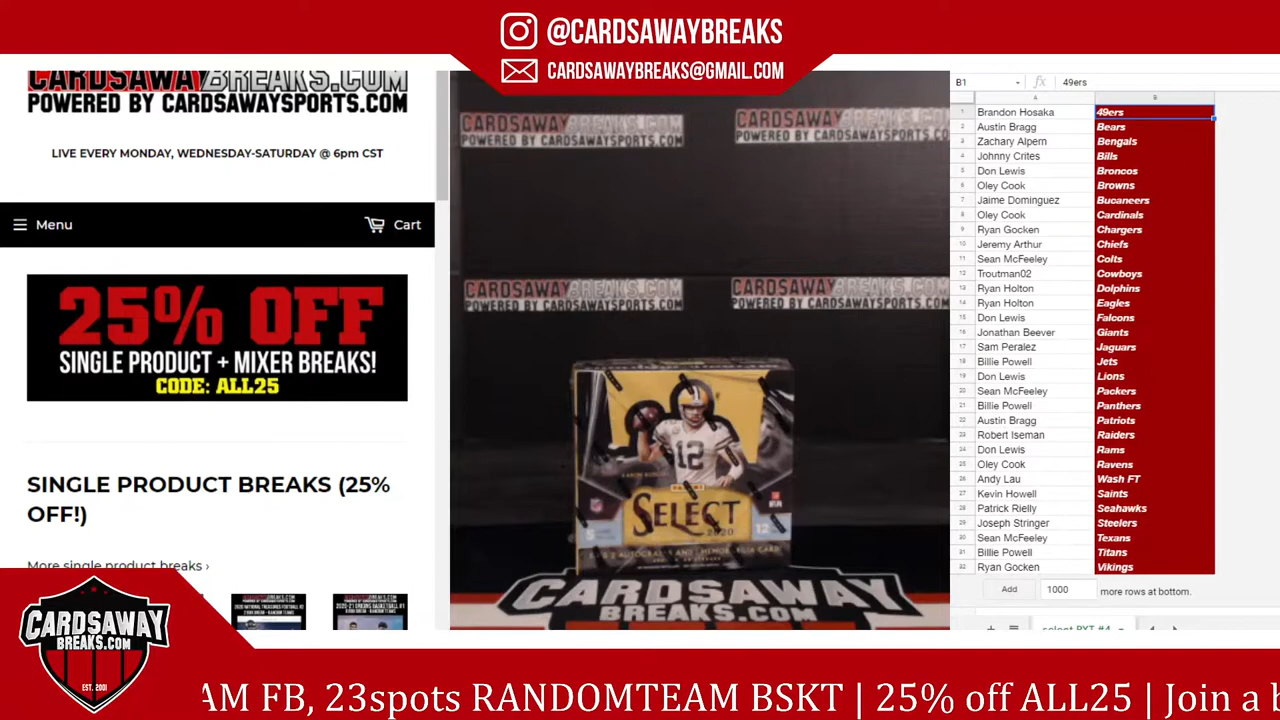 @CARDSAWAYBREAKS
CARDSAWAYBREAKS@GMAIL.COM
CARDSAWAYBREAKS.COM
POWERED BY CARDSAWAYSPORTS.COM
LIVE EVERY MONDAY, WEDNESDAY-SATURDAY @ 6pm CST
Menu
Cart
25% OFF
SINGLE PRODUCT + MIXER BREAKS!
CODE: ALL25
SINGLE PRODUCT BREAKS (25%
OFF!)
More single product breaks ›
CARDSAWAYBREAKS.COM
POWERED BY CARDSAWAYSPORTS.COM
CARDSAWAYBREAKS.COM
POWERED BY CARDSAWAYSPORTS.COM
CARDSAWAYBREAKS.COM
POWERED BY CARDSAWAYSPORTS.COM
CARDSAWAYBREAKS.COM
POWERED BY CARDSAWAYSPORTS.COM
12
SELECT
2020
5
12
CARDSAWAY
BREAKS.COM
B1
fx
49ers
A
B
1 Brandon Hosaka 49ers
2 Austin Bragg Bears
3 Zachary Alpern Bengals
4 Johnny Crites Bills
5 Don Lewis Broncos
6 Oley Cook Browns
7 Jaime Dominguez Bucaneers
8 Oley Cook Cardinals
9 Ryan Gocken Chargers
10 Jeremy Arthur Chiefs
11 Sean McFeeley Colts
12 Troutman02 Cowboys
13 Ryan Holton Dolphins
14 Ryan Holton Eagles
15 Don Lewis Falcons
16 Jonathan Beever Giants
17 Sam Peralez Jaguars
18 Billie Powell Jets
19 Don Lewis Lions
20 Sean McFeeley Packers
21 Billie Powell Panthers
22 Austin Bragg Patriots
23 Robert Iseman Raiders
24 Don Lewis Rams
25 Oley Cook Ravens
26 Andy Lau Wash FT
27 Kevin Howell Saints
28 Patrick Rielly Seahawks
29 Joseph Stringer Steelers
30 Sean McFeeley Texans
31 Billie Powell Titans
32 Ryan Gocken Vikings
Add 1000 more rows at bottom.
select RYT #4
CARDSAWAY
BREAKS.COM
EST. 2001
AM FB, 23spots RANDOMTEAM BSKT | 25% off ALL25 | Join a b